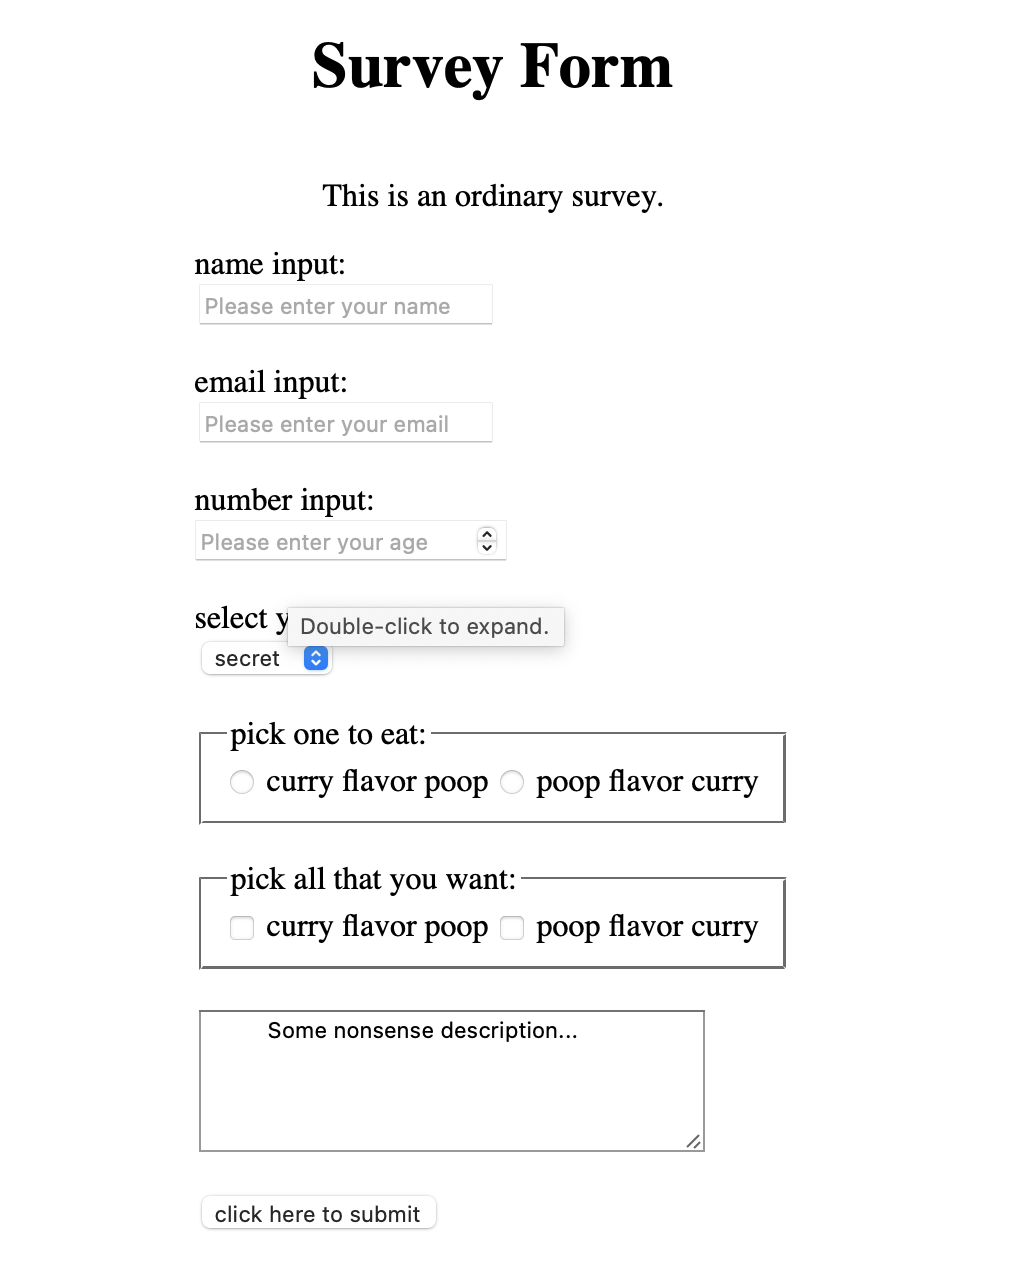 Survey Form
This is an ordinary survey.
name input:
Please enter your name
email input:
Please enter your email
number input:
Please enter your age
select
Double-click to expand.
secret
pick one to eat:
curry flavor poop poop flavor curry
pick all that you want:
curry flavor poop poop flavor curry
Some nonsense description...
click here to submit